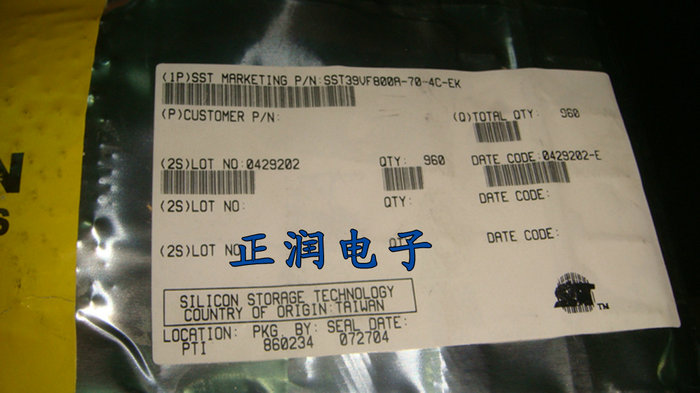 (1P)SST MARKETING P/N:SST39VF800A-70-4C-EK
(P)CUSTOMER P/N:
(Q)TOTAL QTY: 960
(2S)LOT NO:0429202 QTY: 960 DATE CODE:0429202-E
(2S)LOT NO: QTY: DATE CODE:
(2S)LOT NO DATE CODE:
正润电子
SILICON STORAGE TECHNOLOGY
COUNTRY OF ORIGIN:TAIWAN
LOCATION: PKG. BY: SEAL DATE:
PTI 860234 072704
SST TM
N
S